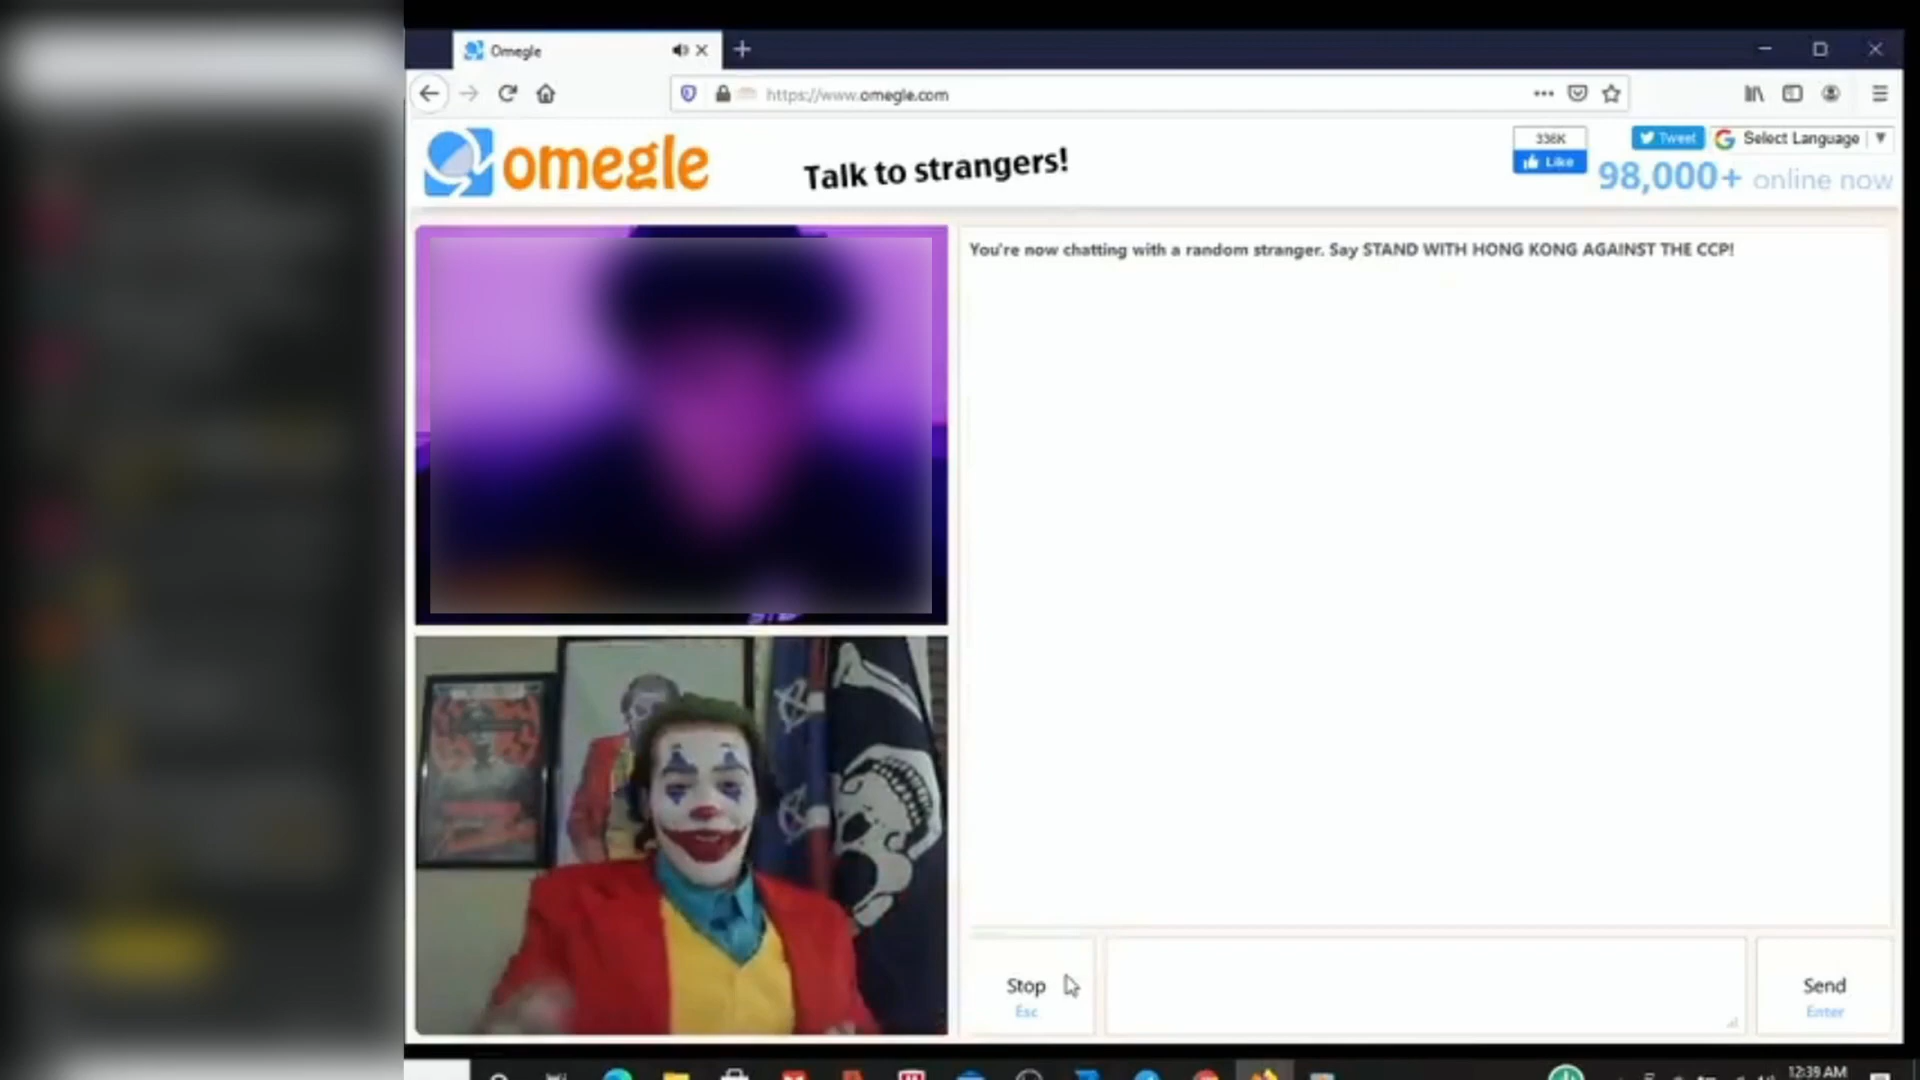 Omegle
https://www.omegle.com
omegle
Talk to strangers!
336K
Like
Tweet
Select Language
98,000+ online now
You're now chatting with a random stranger. Say STAND WITH HONG KONG AGAINST THE CCP!
Stop
Esc
Send
Enter
12:39 AM